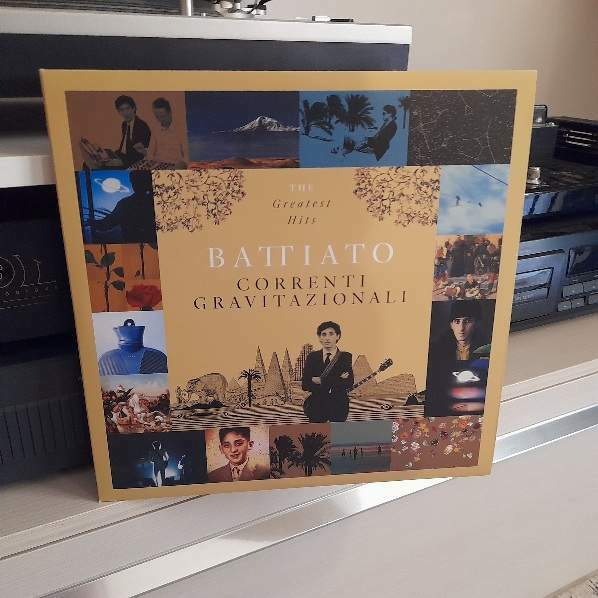 THE
Greatest
Hits
BATTIATO
CORRENTI
GRAVITAZIONALI